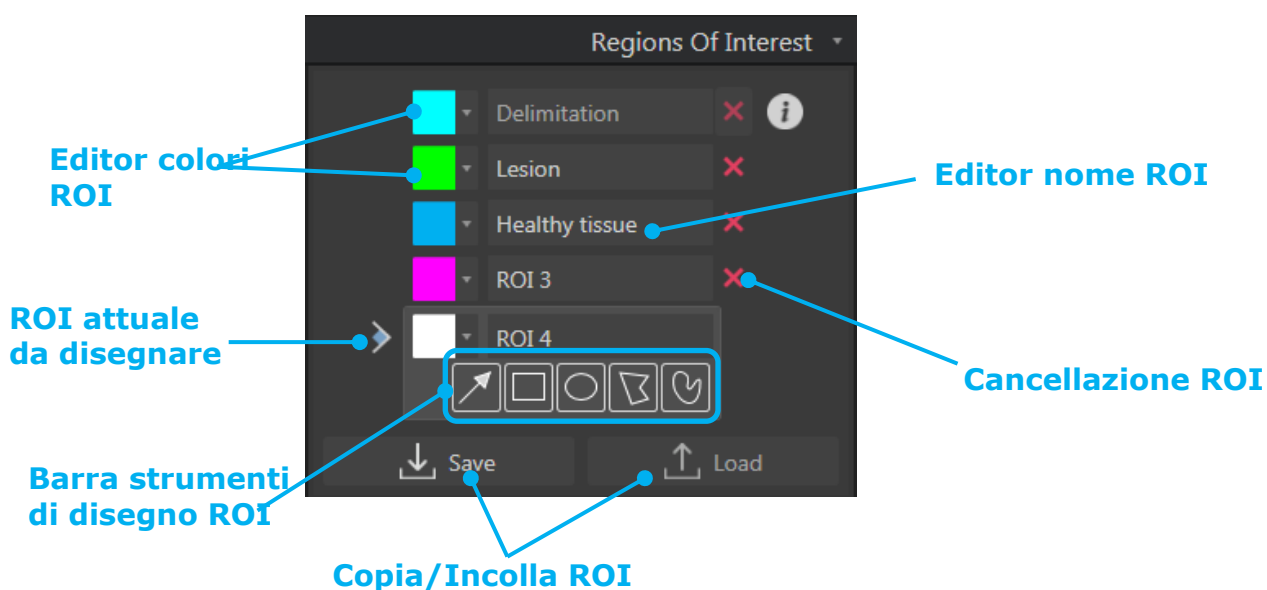 Regions Of Interest
Delimitation
i
Editor colori
ROI
Lesion
Editor nome ROI
Healthy tissue
ROI 3
ROI attuale
da disegnare
ROI 4
Cancellazione ROI
Barra strumenti
di disegno ROI
Save
Load
Copia/Incolla ROI